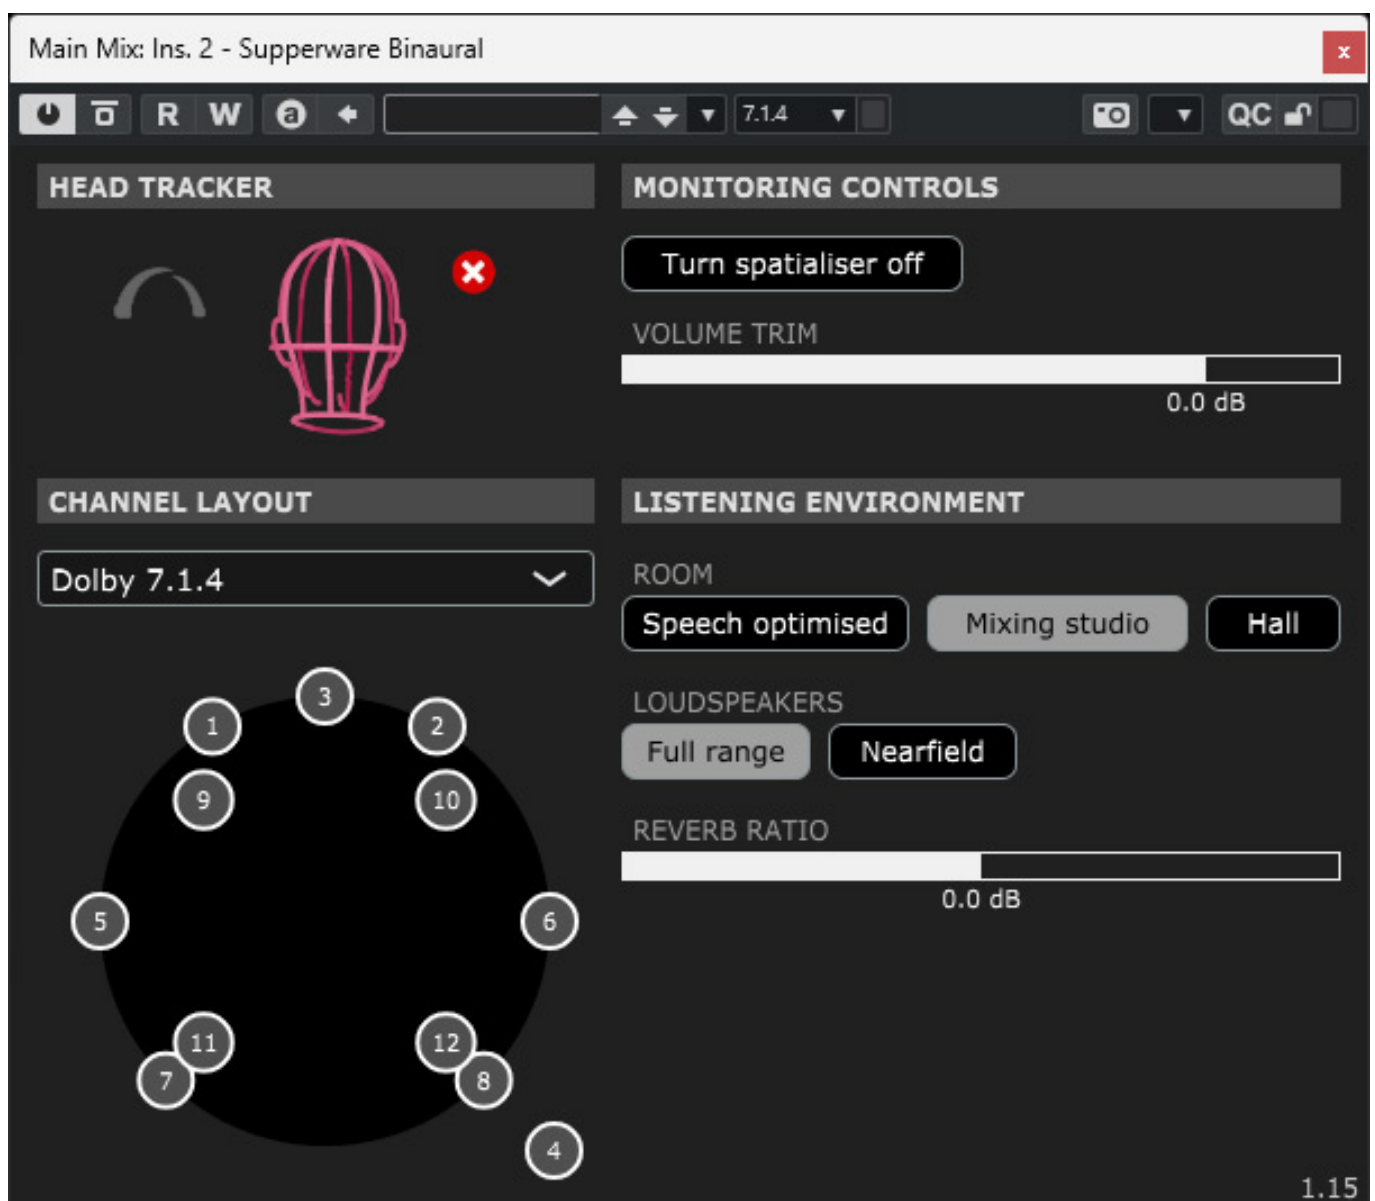 Main Mix: Ins. 2 - Supperware Binaural
x
R W a 7.1.4 QC
HEAD TRACKER
MONITORING CONTROLS
Turn spatialiser off
VOLUME TRIM
0.0 dB
CHANNEL LAYOUT
Dolby 7.1.4
LISTENING ENVIRONMENT
ROOM
Speech optimised Mixing studio Hall
LOUDSPEAKERS
Full range Nearfield
REVERB RATIO
0.0 dB
3
1 2
9 10
5 6
11 12
7 8
4
1.15